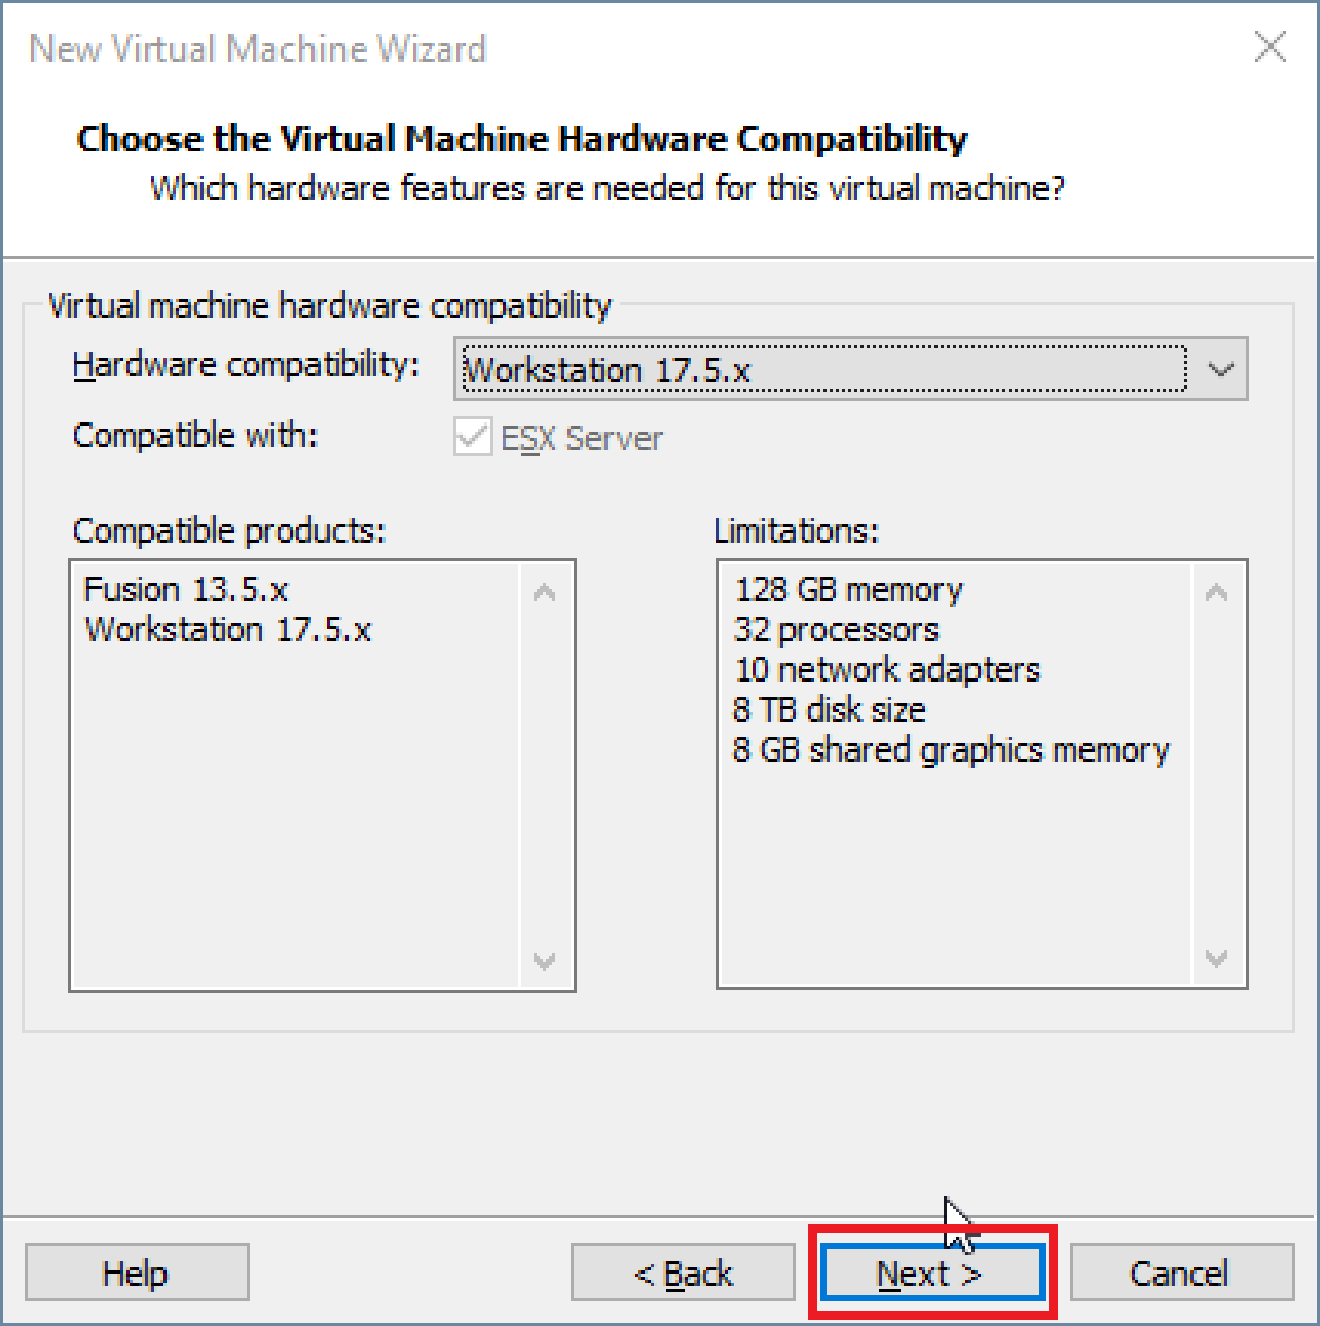 New Virtual Machine Wizard
Choose the Virtual Machine Hardware Compatibility
Which hardware features are needed for this virtual machine?
Virtual machine hardware compatibility
Hardware compatibility: Workstation 17.5.x
Compatible with: ESX Server
Compatible products:
Fusion 13.5.x
Workstation 17.5.x
Limitations:
128 GB memory
32 processors
10 network adapters
8 TB disk size
8 GB shared graphics memory
Help < Back Next > Cancel